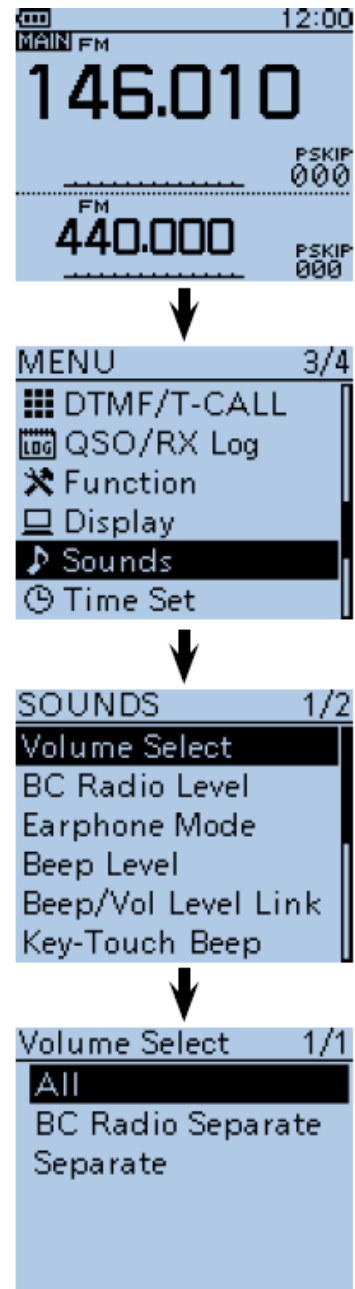 12:00
MAIN FM
146.010
PSKIP
000
FM
440.000
PSKIP
000
MENU 3/4
DTMF/T-CALL
LOG QSO/RX Log
Function
Display
Sounds
Time Set
SOUNDS 1/2
Volume Select
BC Radio Level
Earphone Mode
Beep Level
Beep/Vol Level Link
Key-Touch Beep
Volume Select 1/1
All
BC Radio Separate
Separate